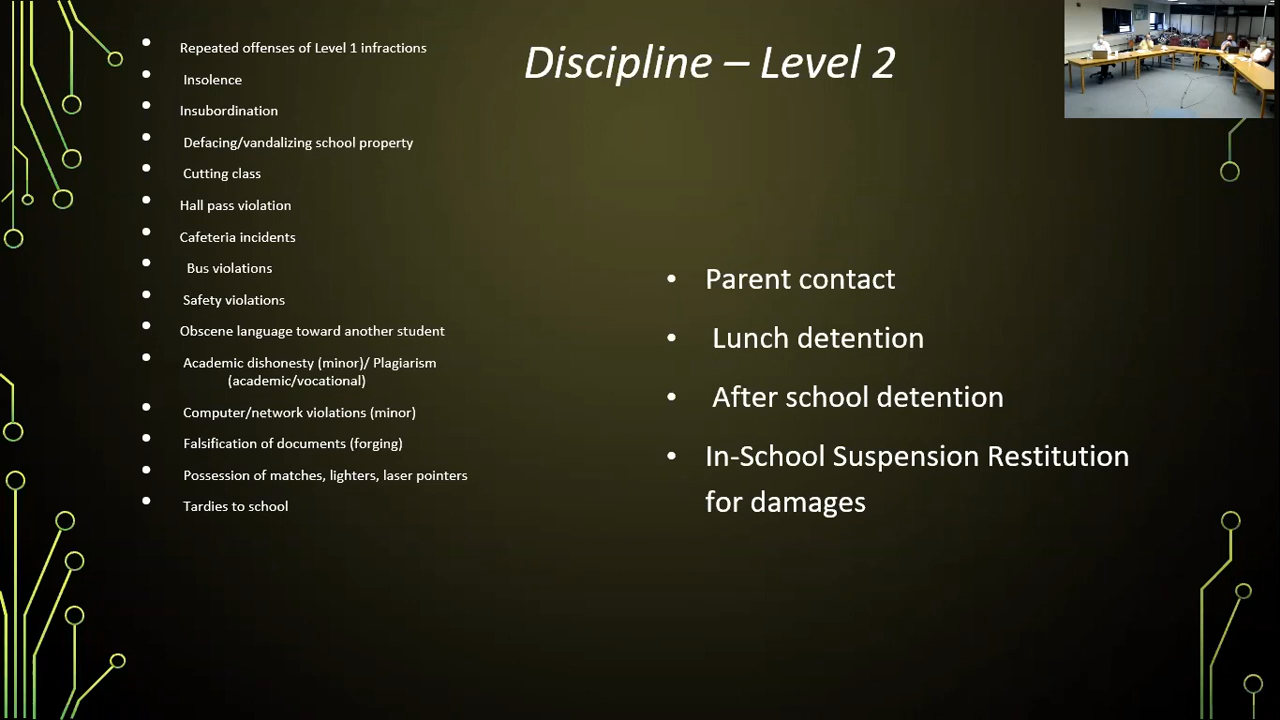 Discipline – Level 2
• Repeated offenses of Level 1 infractions
• Insolence
• Insubordination
• Defacing/vandalizing school property
• Cutting class
• Hall pass violation
• Cafeteria incidents
• Bus violations
• Safety violations
• Obscene language toward another student
• Academic dishonesty (minor)/ Plagiarism
(academic/vocational)
• Computer/network violations (minor)
• Falsification of documents (forging)
• Possession of matches, lighters, laser pointers
• Tardies to school
• Parent contact
• Lunch detention
• After school detention
• In-School Suspension Restitution
for damages